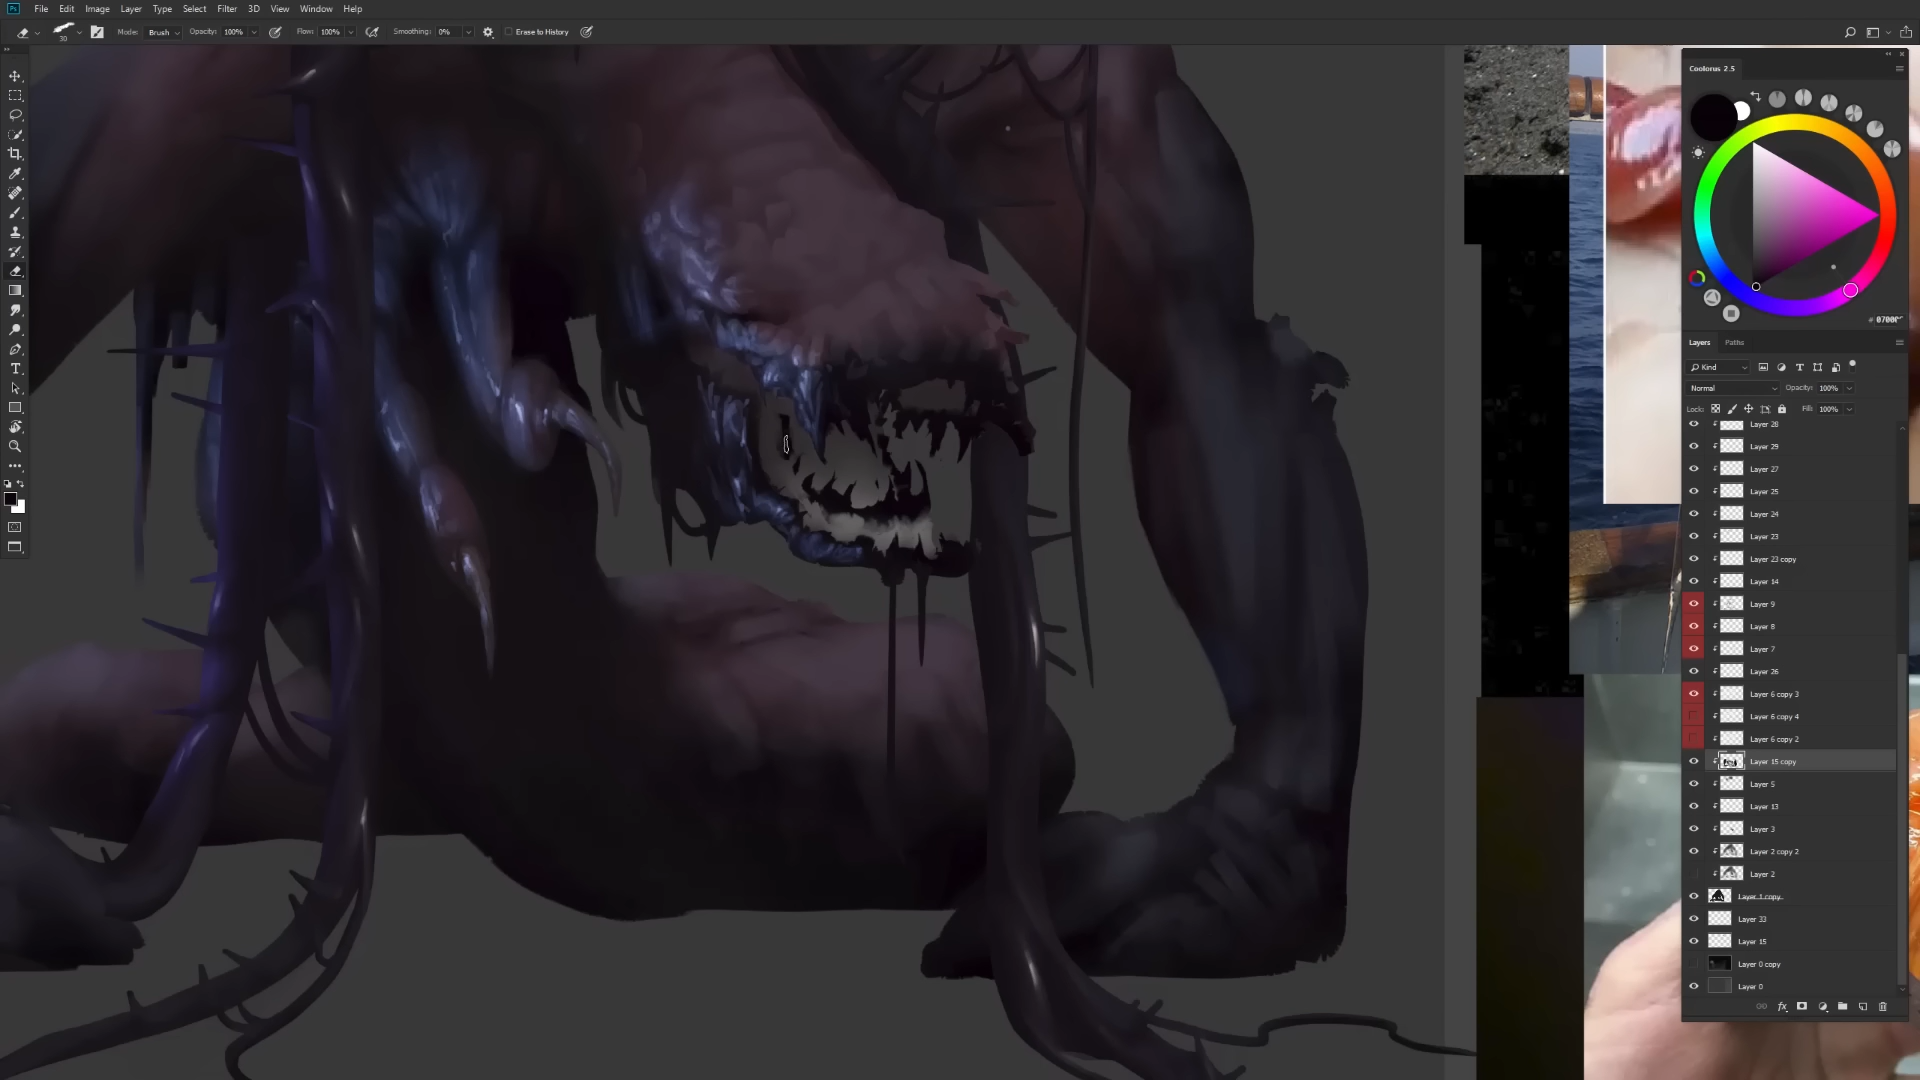 Ps File Edit Image Layer Type Select Filter 3D View Window Help
30 Mode: Brush Opacity: 100% Flow: 100% Smoothing: 0% Erase to History
Coolorus 2.5
Layers Paths
Kind
Normal Opacity: 100%
Lock: Fill: 100%
Layer 28
Layer 29
Layer 27
Layer 25
Layer 24
Layer 23
Layer 23 copy
Layer 14
Layer 9
Layer 8
Layer 7
Layer 26
Layer 6 copy 3
Layer 6 copy 4
Layer 6 copy 2
Layer 15 copy
Layer 5
Layer 13
Layer 3
Layer 2 copy 2
Layer 2
Layer 1 copy
Layer 33
Layer 15
Layer 0 copy
Layer 0
fx